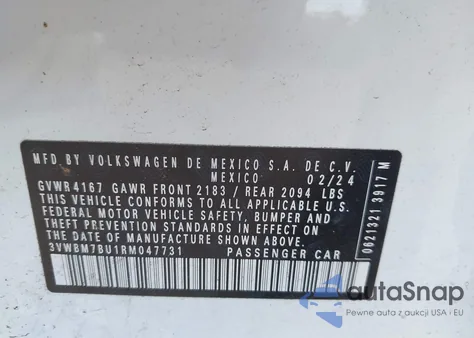 MFD BY VOLKSWAGEN DE MEXICO S.A. DE C.V.
MEXICO 02/24
GVWR 4167 GAWR FRONT 2183 / REAR 2094 LBS
THIS VEHICLE CONFORMS TO ALL APPLICABLE
FEDERAL MOTOR VEHICLE SAFETY, BUMPER AND
THEFT PREVENTION STANDARDS IN EFFECT ON
THE DATE OF MANUFACTURE SHOWN ABOVE.
3VWBM7BU1RM047731 PASSENGER CAR
0621321 3917 M
autoSnap
Pewne auta z aukcji USA i EU